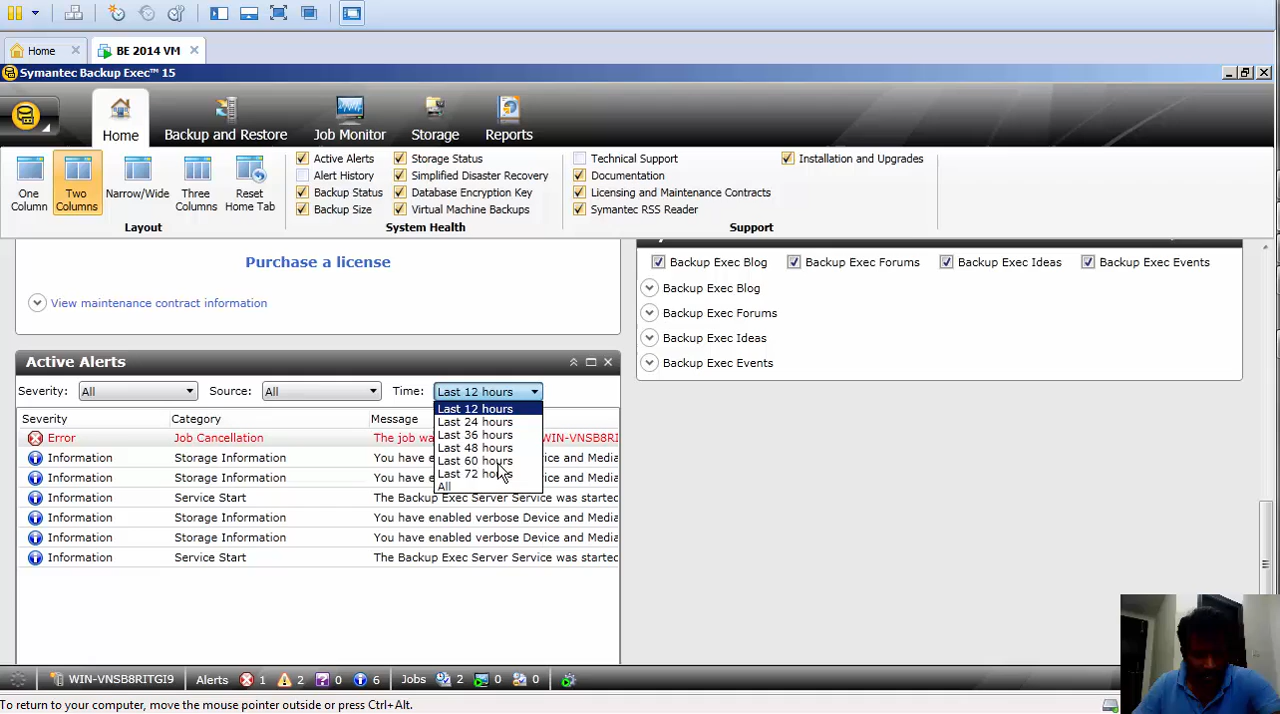 Home
BE 2014 VM
Symantec Backup Exec™ 15
Home
Backup and Restore
Job Monitor
Storage
Reports
One Column
Two Columns
Narrow/Wide
Three Columns
Reset Home Tab
Layout
Active Alerts
Alert History
Backup Status
Backup Size
Storage Status
Simplified Disaster Recovery
Database Encryption Key
Virtual Machine Backups
System Health
Technical Support
Documentation
Licensing and Maintenance Contracts
Symantec RSS Reader
Installation and Upgrades
Support
Purchase a license
View maintenance contract information
Backup Exec Blog
Backup Exec Forums
Backup Exec Ideas
Backup Exec Events
Backup Exec Blog
Backup Exec Forums
Backup Exec Ideas
Backup Exec Events
Active Alerts
Severity: All
Source: All
Time: Last 12 hours
Last 12 hours
Last 24 hours
Last 36 hours
Last 48 hours
Last 60 hours
Last 72 hours
All
Severity Category Message
Error Job Cancellation The job wa WIN-VNSB8RI
Information Storage Information You have evice and Media
Information Storage Information You have evice and Media
Information Service Start The Backup Exec Server Service was started
Information Storage Information You have enabled verbose Device and Media
Information Storage Information You have enabled verbose Device and Media
Information Service Start The Backup Exec Server Service was started
WIN-VNSB8RITGI9 Alerts 1 2 0 6 Jobs 2 0 0
To return to your computer, move the mouse pointer outside or press Ctrl+Alt.